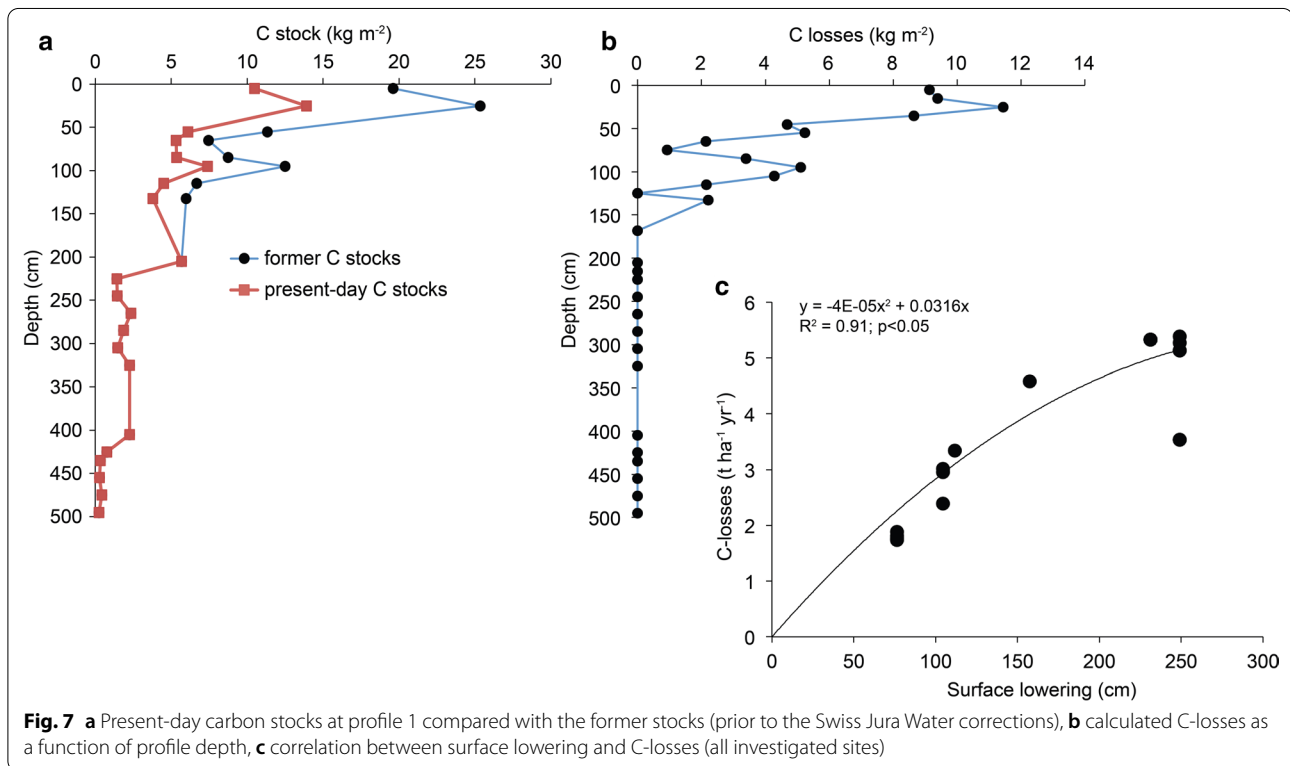 a
C stock (kg m⁻²)
0 5 10 15 20 25 30
0
50
100
150
200
250
300
350
400
450
500
Depth (cm)
former C stocks
present-day C stocks
b
C losses (kg m⁻²)
0 2 4 6 8 10 12 14
0
50
100
150
200
250
300
350
400
450
500
Depth (cm)
c
y = -4E-05x² + 0.0316x
R² = 0.91; p<0.05
6
5
4
3
2
1
0
C-losses (t ha⁻¹ yr⁻¹)
0 50 100 150 200 250 300
Surface lowering (cm)
Fig. 7 a Present-day carbon stocks at profile 1 compared with the former stocks (prior to the Swiss Jura Water corrections), b calculated C-losses as
a function of profile depth, c correlation between surface lowering and C-losses (all investigated sites)